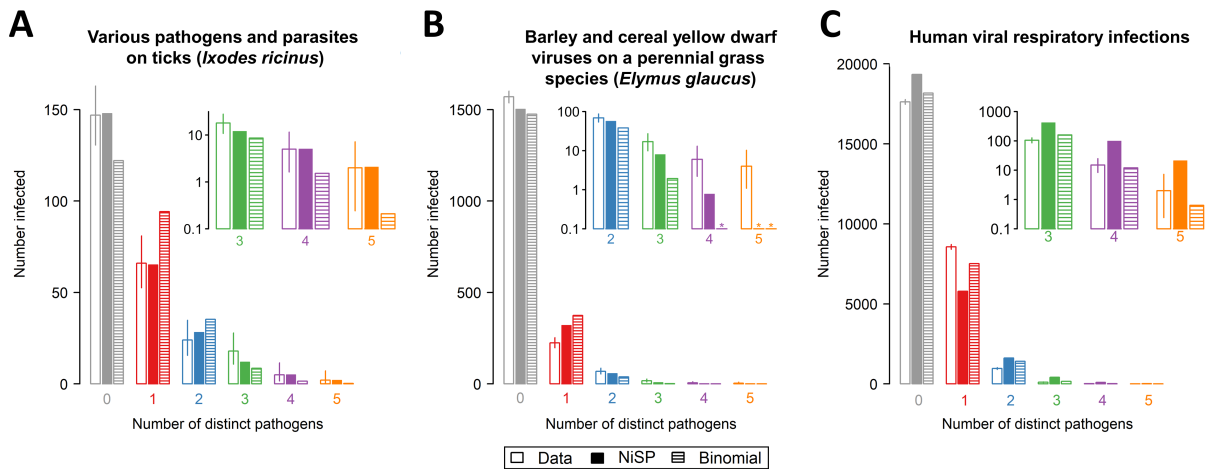 A
Various pathogens and parasites
on ticks (Ixodes ricinus)
Number infected
150
100
50
0
10
1
0.1
3 4 5
0 1 2 3 4 5
Number of distinct pathogens
B
Barley and cereal yellow dwarf
viruses on a perennial grass
species (Elymus glaucus)
Number infected
1500
1000
500
0
100
10
1
0.1
* * *
2 3 4 5
0 1 2 3 4 5
Number of distinct pathogens
C
Human viral respiratory infections
Number infected
20000
15000
10000
5000
0
1000
100
10
1
0.1
3 4 5
0 1 2 3 4 5
Number of distinct pathogens
Data NiSP Binomial